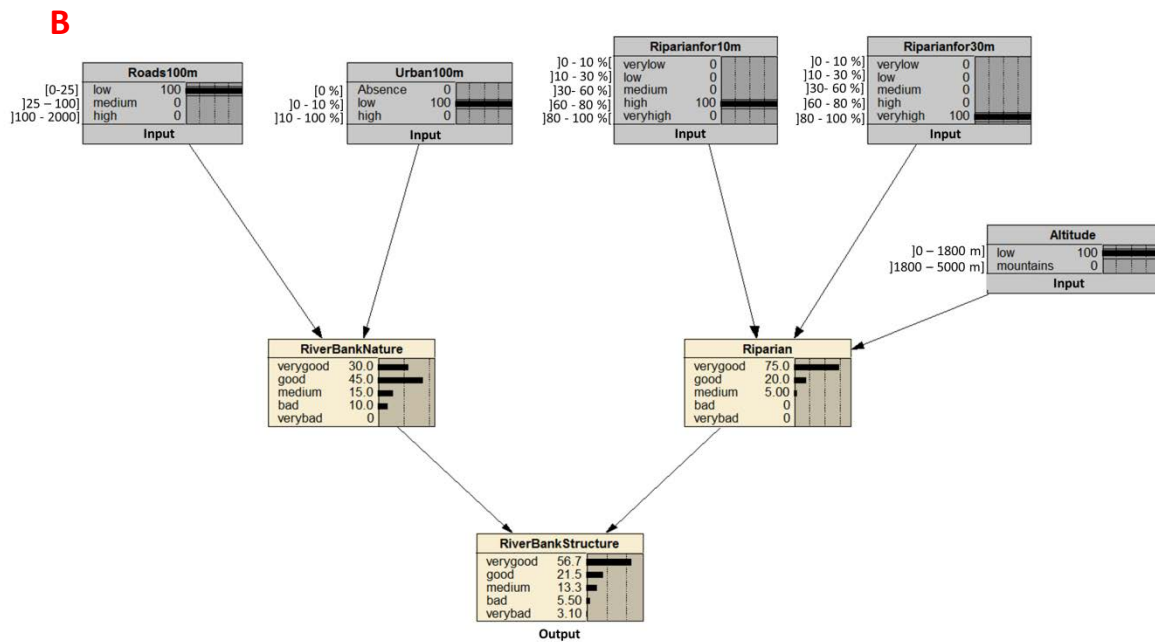 B
Roads100m
[0-25] low 100
]25 – 100] medium 0
]100 - 2000] high 0
Input
Urban100m
[0 %] Absence 0
]0 - 10%] low 100
]10 - 100 %] high 0
Input
Riparianfor10m
]0 - 10 %[ verylow 0
]10 - 30 %] low 0
]30- 60 %] medium 0
]60 - 80 %] high 100
]80 - 100 %] veryhigh 0
Input
Riparianfor30m
]0 - 10 %[ verylow 0
]10 - 30 %] low 0
]30- 60 %] medium 0
]60 - 80 %] high 0
]80 - 100 %] veryhigh 100
Input
Altitude
]0 – 1800 m] low 100
]1800 – 5000 m] mountains 0
Input
RiverBankNature
verygood 30.0
good 45.0
medium 15.0
bad 10.0
verybad 0
Riparian
verygood 75.0
good 20.0
medium 5.00
bad 0
verybad 0
RiverBankStructure
verygood 56.7
good 21.5
medium 13.3
bad 5.50
verybad 3.10
Output